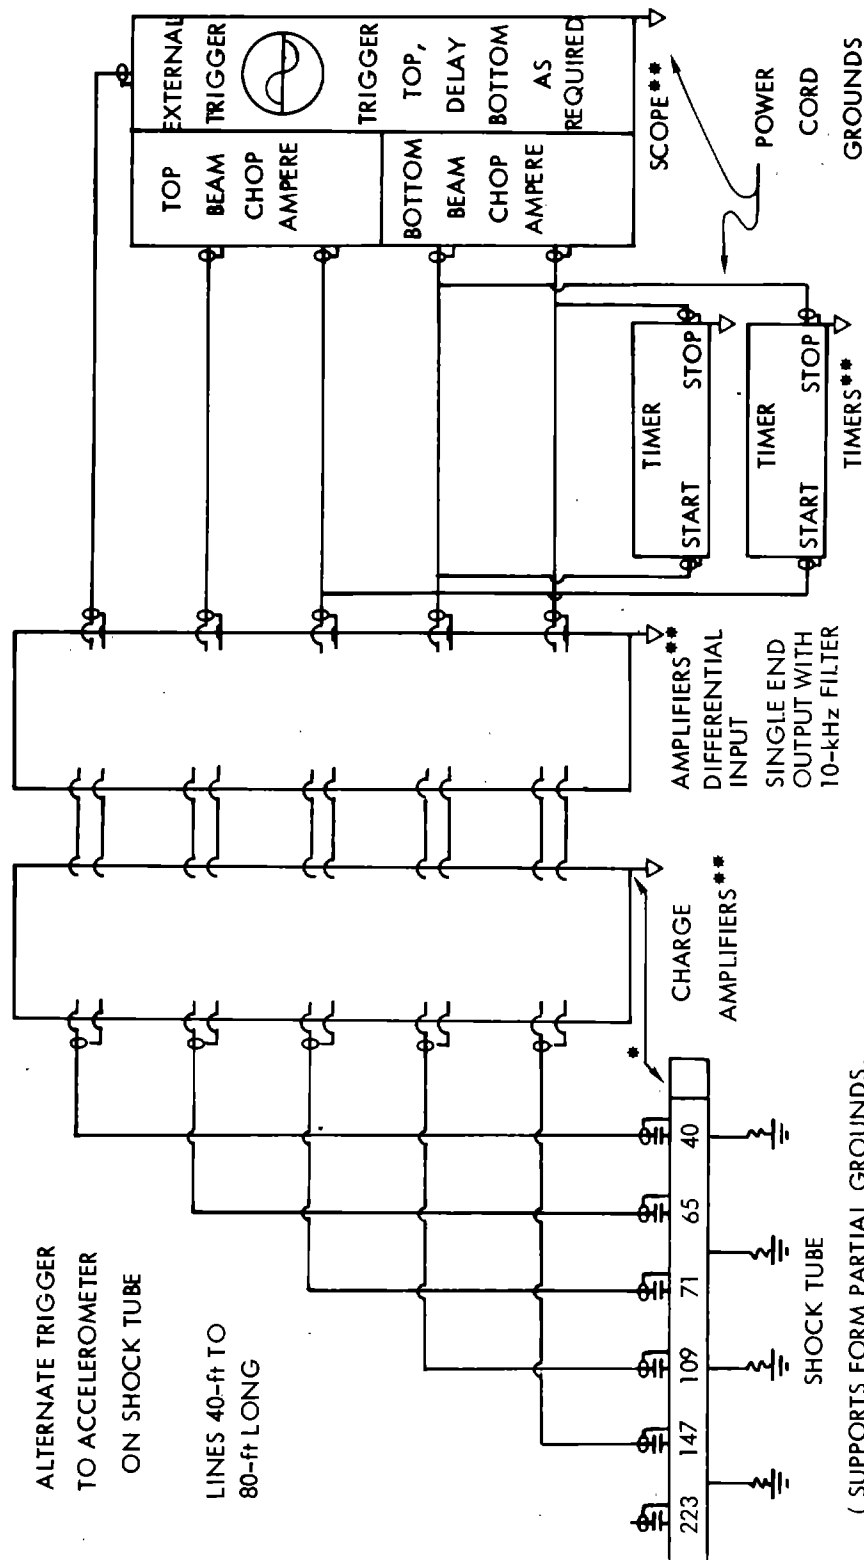 ALTERNATE TRIGGER
TO ACCELEROMETER
ON SHOCK TUBE
LINES 40-ft TO
80-ft LONG
223
147
109
71
65
40
SHOCK TUBE
( SUPPORTS FORM PARTIAL GROUNDS.
*
CHARGE
AMPLIFIERS**
AMPLIFIERS**
DIFFERENTIAL
INPUT
SINGLE END
OUTPUT WITH
10-kHz FILTER
START
TIMER
STOP
START
TIMER
STOP
TIMERS**
TOP
BEAM
CHOP
AMPERE
BOTTOM
BEAM
CHOP
AMPERE
EXTERNAL
TRIGGER
TRIGGER
TOP,
DELAY
BOTTOM
AS
REQUIRED
SCOPE**
POWER
CORD
GROUNDS